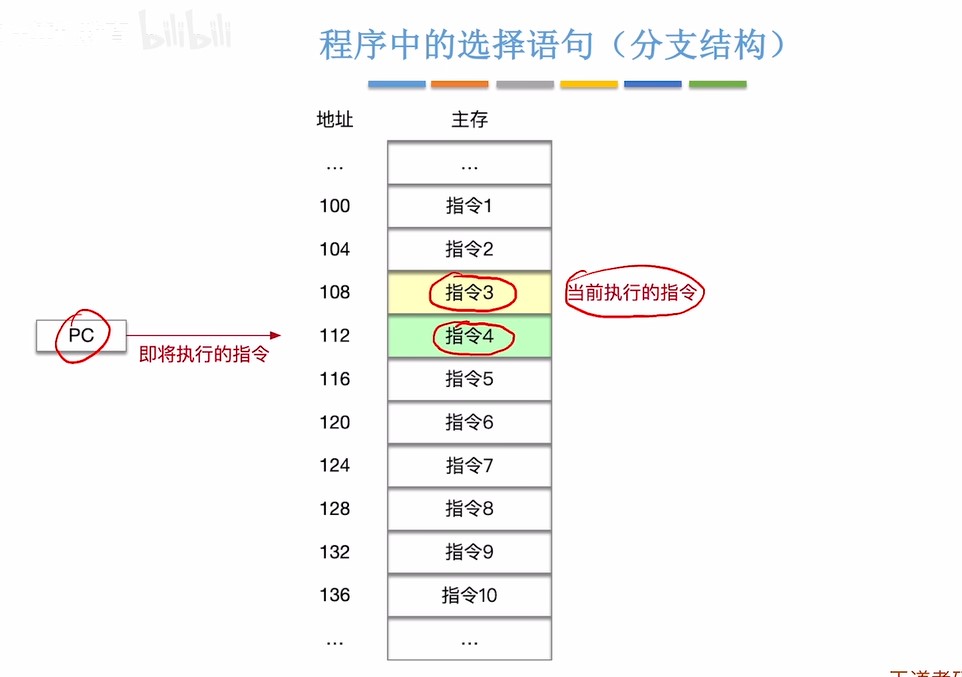 bilibili
程序中的选择语句（分支结构）
地址 主存
... ...
100 指令1
104 指令2
108 指令3 当前执行的指令
PC 112 指令4
即将执行的指令
116 指令5
120 指令6
124 指令7
128 指令8
132 指令9
136 指令10
... ...